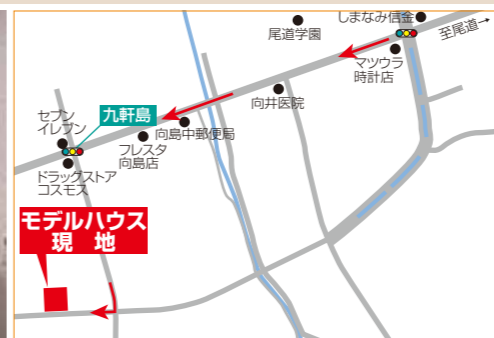 しまなみ信金
至尾道→
尾道学園
マツウラ
時計店
向井医院
セブン
イレブン
九軒島
向島中郵便局
フレスタ
向島店
ドラッグストア
コスモス
モデルハウス
現 地